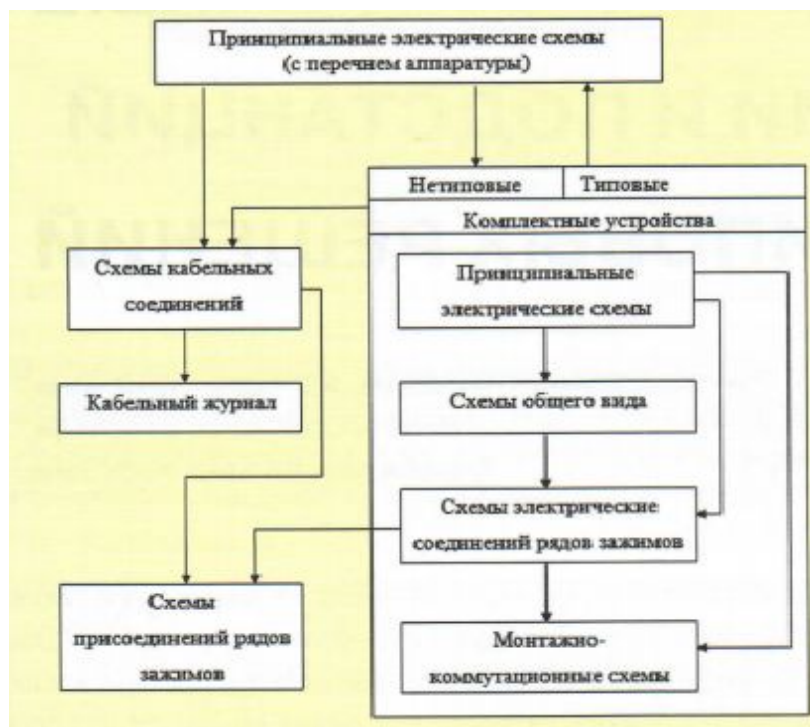 Принципиальные электрические схемы
(с перечнем аппаратуры)
Нетиповые
Типовые
Комплектные устройства
Схемы кабельных
соединений
Принципиальные
электрические схемы
Кабельный журнал
Схемы общего вида
Схемы электрические
соединений рядов зажимов
Схемы
присоединений рядов
зажимов
Монтажно-
коммутационные схемы